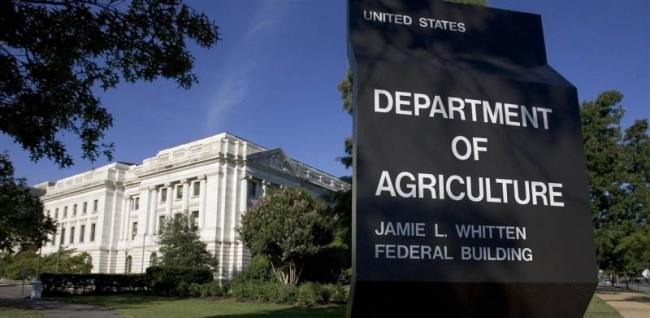 UNITED STATES
DEPARTMENT
OF
AGRICULTURE
JAMIE L. WHITTEN
FEDERAL BUILDING